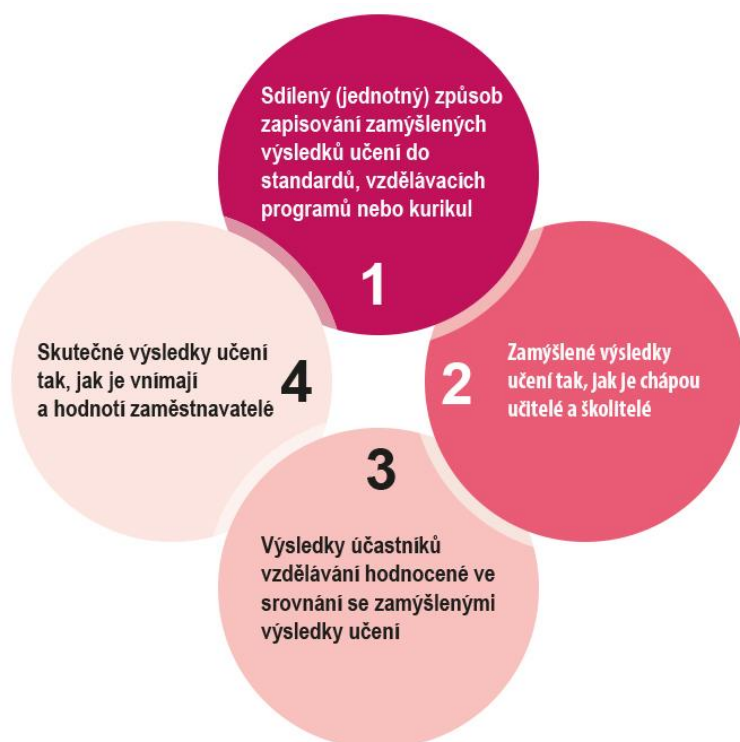 Sdílený (jednotný) způsob
zapisování zamýšlených
výsledků učení do
standardů, vzdělávacích
programů nebo kurikul
1
Zamýšlené výsledky
učení tak, jak je chápou
učitelé a školitelé
2
3
Výsledky účastníků
vzdělávání hodnocené ve
srovnání se zamýšlenými
výsledky učení
Skutečné výsledky učení
tak, jak je vnímají
a hodnotí zaměstnavatelé
4